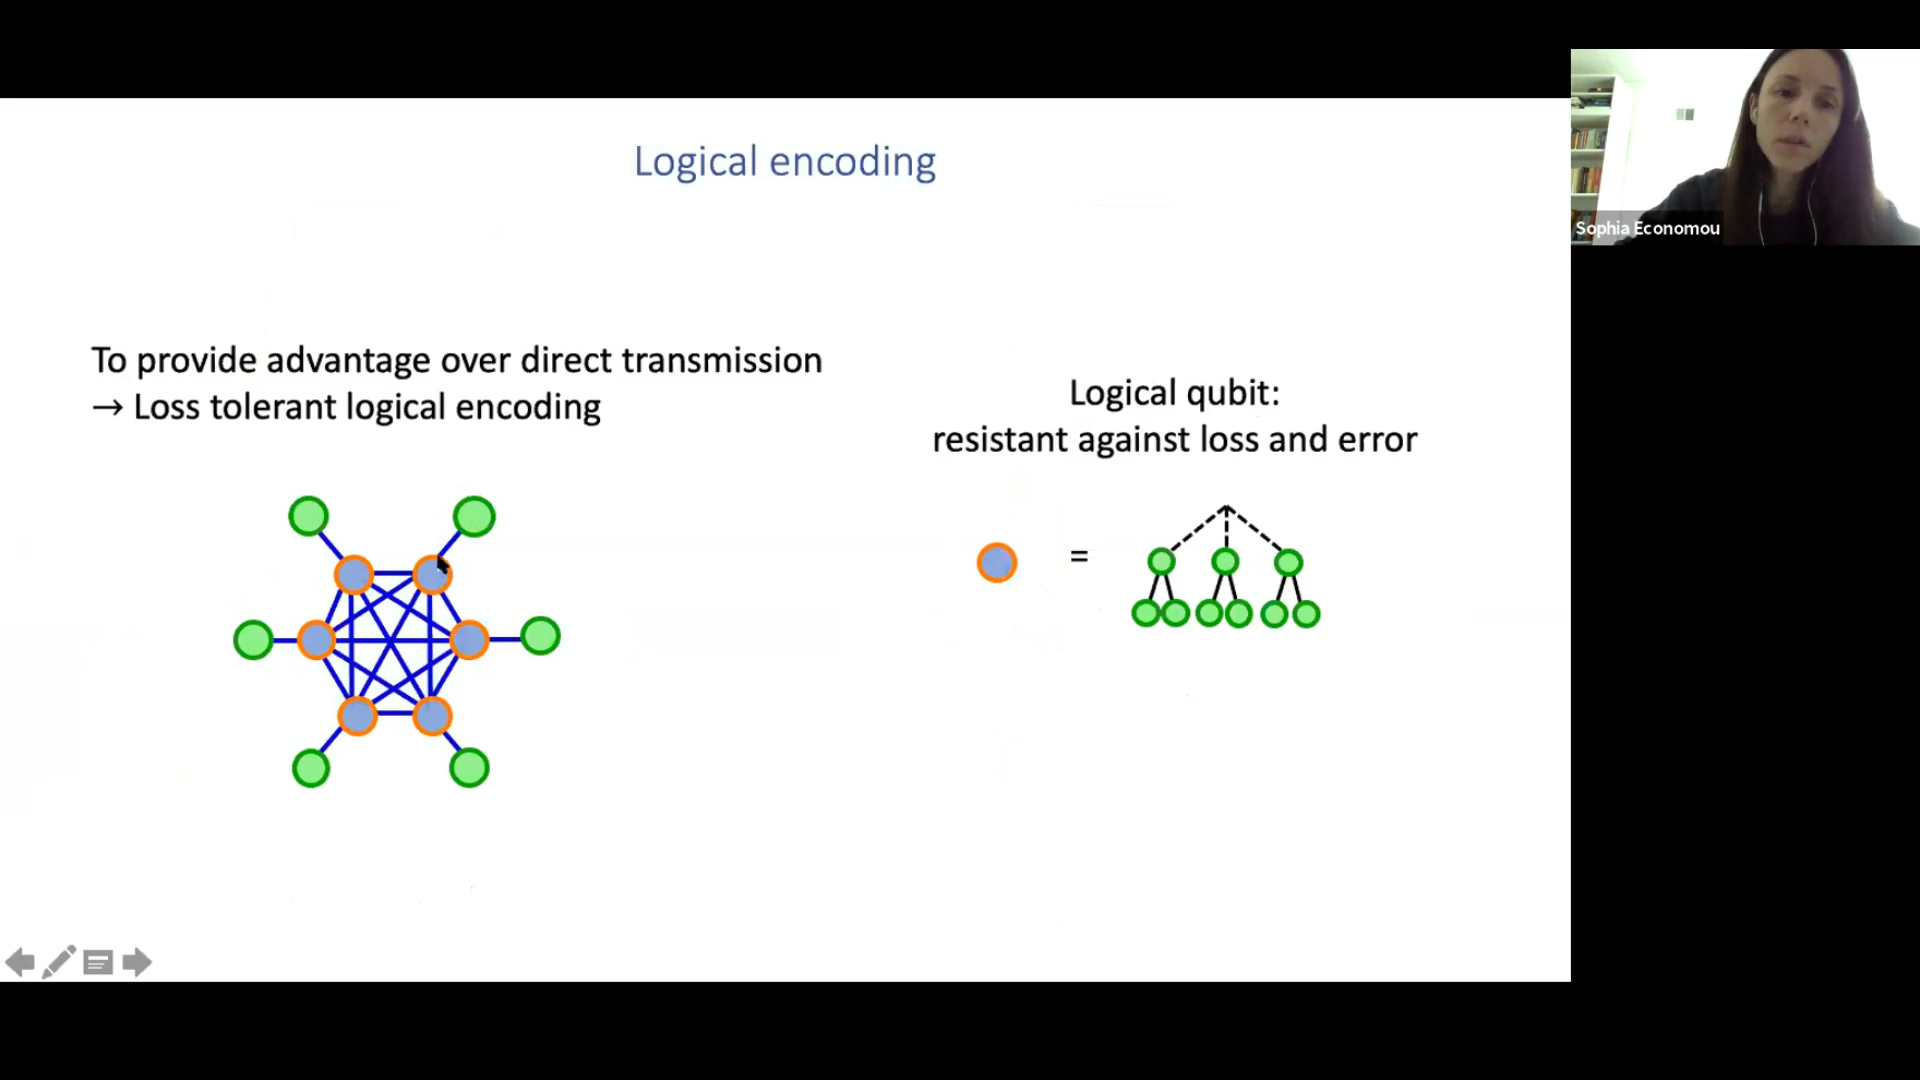 Logical encoding
To provide advantage over direct transmission
→ Loss tolerant logical encoding
Logical qubit:
resistant against loss and error
=
Sophia Economou